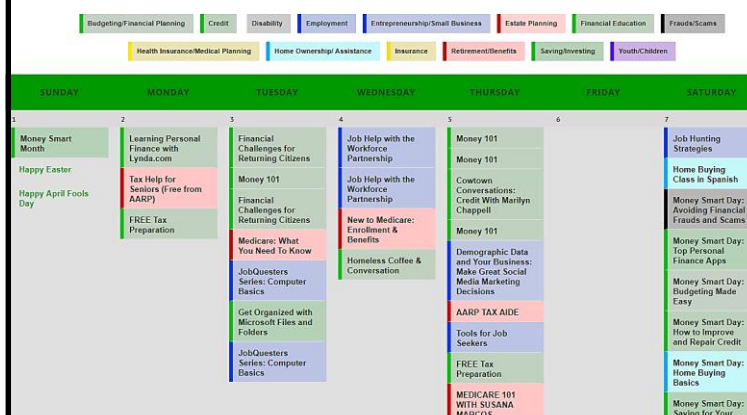 Budgeting/Financial Planning
Credit
Disability
Employment
Entrepreneurship/Small Business
Estate Planning
Financial Education
Frauds/Scams
Health Insurance/Medical Planning
Home Ownership/ Assistance
Insurance
Retirement/Benefits
Saving/Investing
Youth/Children
SUNDAY
MONDAY
TUESDAY
WEDNESDAY
THURSDAY
FRIDAY
SATURDAY
1
Money Smart
Month
Happy Easter
Happy April Fools
Day
2
Learning Personal
Finance with
Lynda.com
Tax Help for
Seniors (Free from
AARP)
FREE Tax
Preparation
3
Financial
Challenges for
Returning Citizens
Money 101
Financial
Challenges for
Returning Citizens
Medicare: What
You Need To Know
JobQuesters
Series: Computer
Basics
Get Organized with
Microsoft Files and
Folders
JobQuesters
Series: Computer
Basics
4
Job Help with the
Workforce
Partnership
Job Help with the
Workforce
Partnership
New to Medicare:
Enrollment &
Benefits
Homeless Coffee &
Conversation
5
Money 101
Money 101
Cowtown
Conversations:
Credit With Marilyn
Chappell
Money 101
Demographic Data
and Your Business:
Make Great Social
Media Marketing
Decisions
AARP TAX AIDE
Tools for Job
Seekers
FREE Tax
Preparation
MEDICARE 101
WITH SUSANA
MARCOS
6
7
Job Hunting
Strategies
Home Buying
Class in Spanish
Money Smart Day:
Avoiding Financial
Frauds and Scams
Money Smart Day:
Top Personal
Finance Apps
Money Smart Day:
Budgeting Made
Easy
Money Smart Day:
How to Improve
and Repair Credit
Money Smart Day:
Home Buying
Basics
Money Smart Day:
Saving for Your